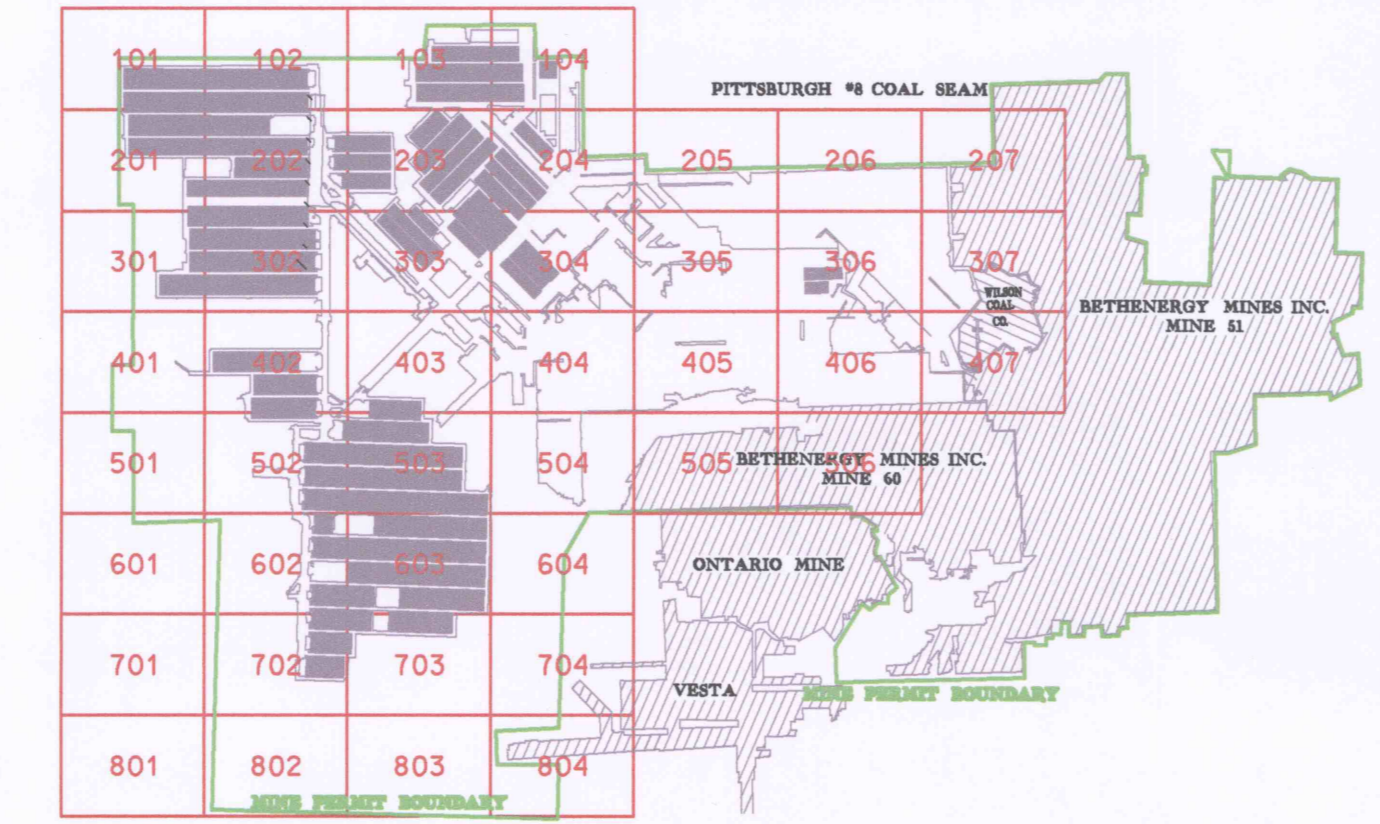 101 102 103 104
PITTSBURGH #8 COAL SEAM
201 202 203 204 205 206 207
301 302 303 304 305 306 307
WILSON
COAL
CO.
BETHENERGY MINES INC.
MINE 51
401 402 403 404 405 406 407
501 502 503 504 505 506
BETHENERGY MINES INC.
MINE 60
601 602 603 604
ONTARIO MINE
701 702 703 704
VESTA
MINE PERMIT BOUNDARY
801 802 803 804
MINE PERMIT BOUNDARY